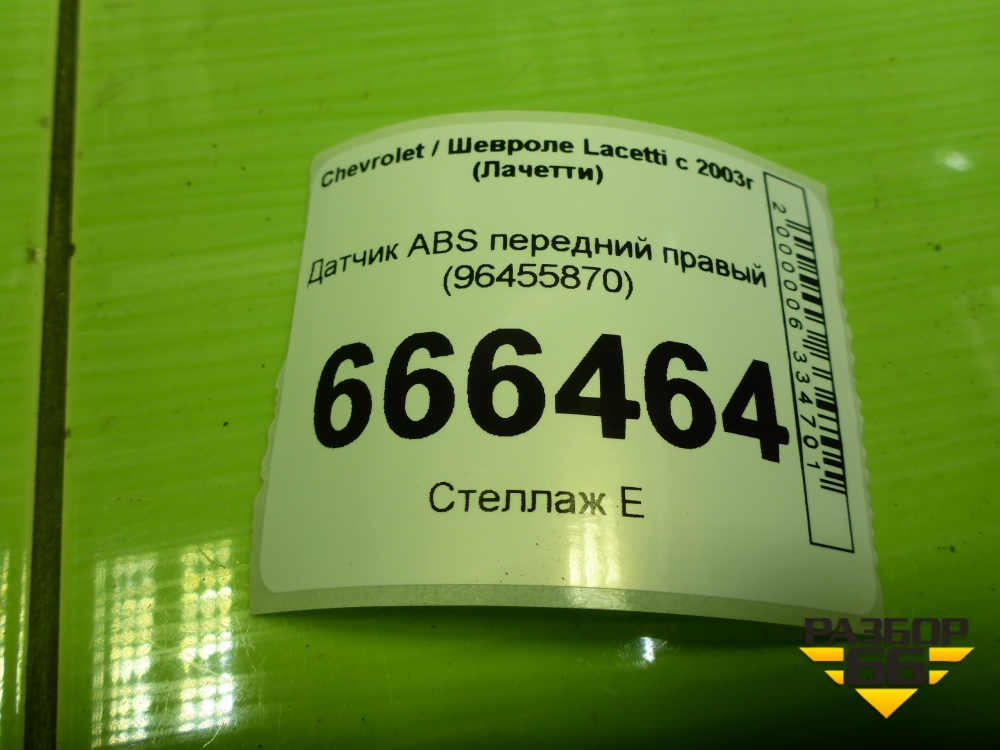 Chevrolet / Шевроле Lacetti с 2003г
(Лачетти)
Датчик ABS передний правый
(96455870)
666464
Стеллаж Е
2000006334701
РАЗБОР
66